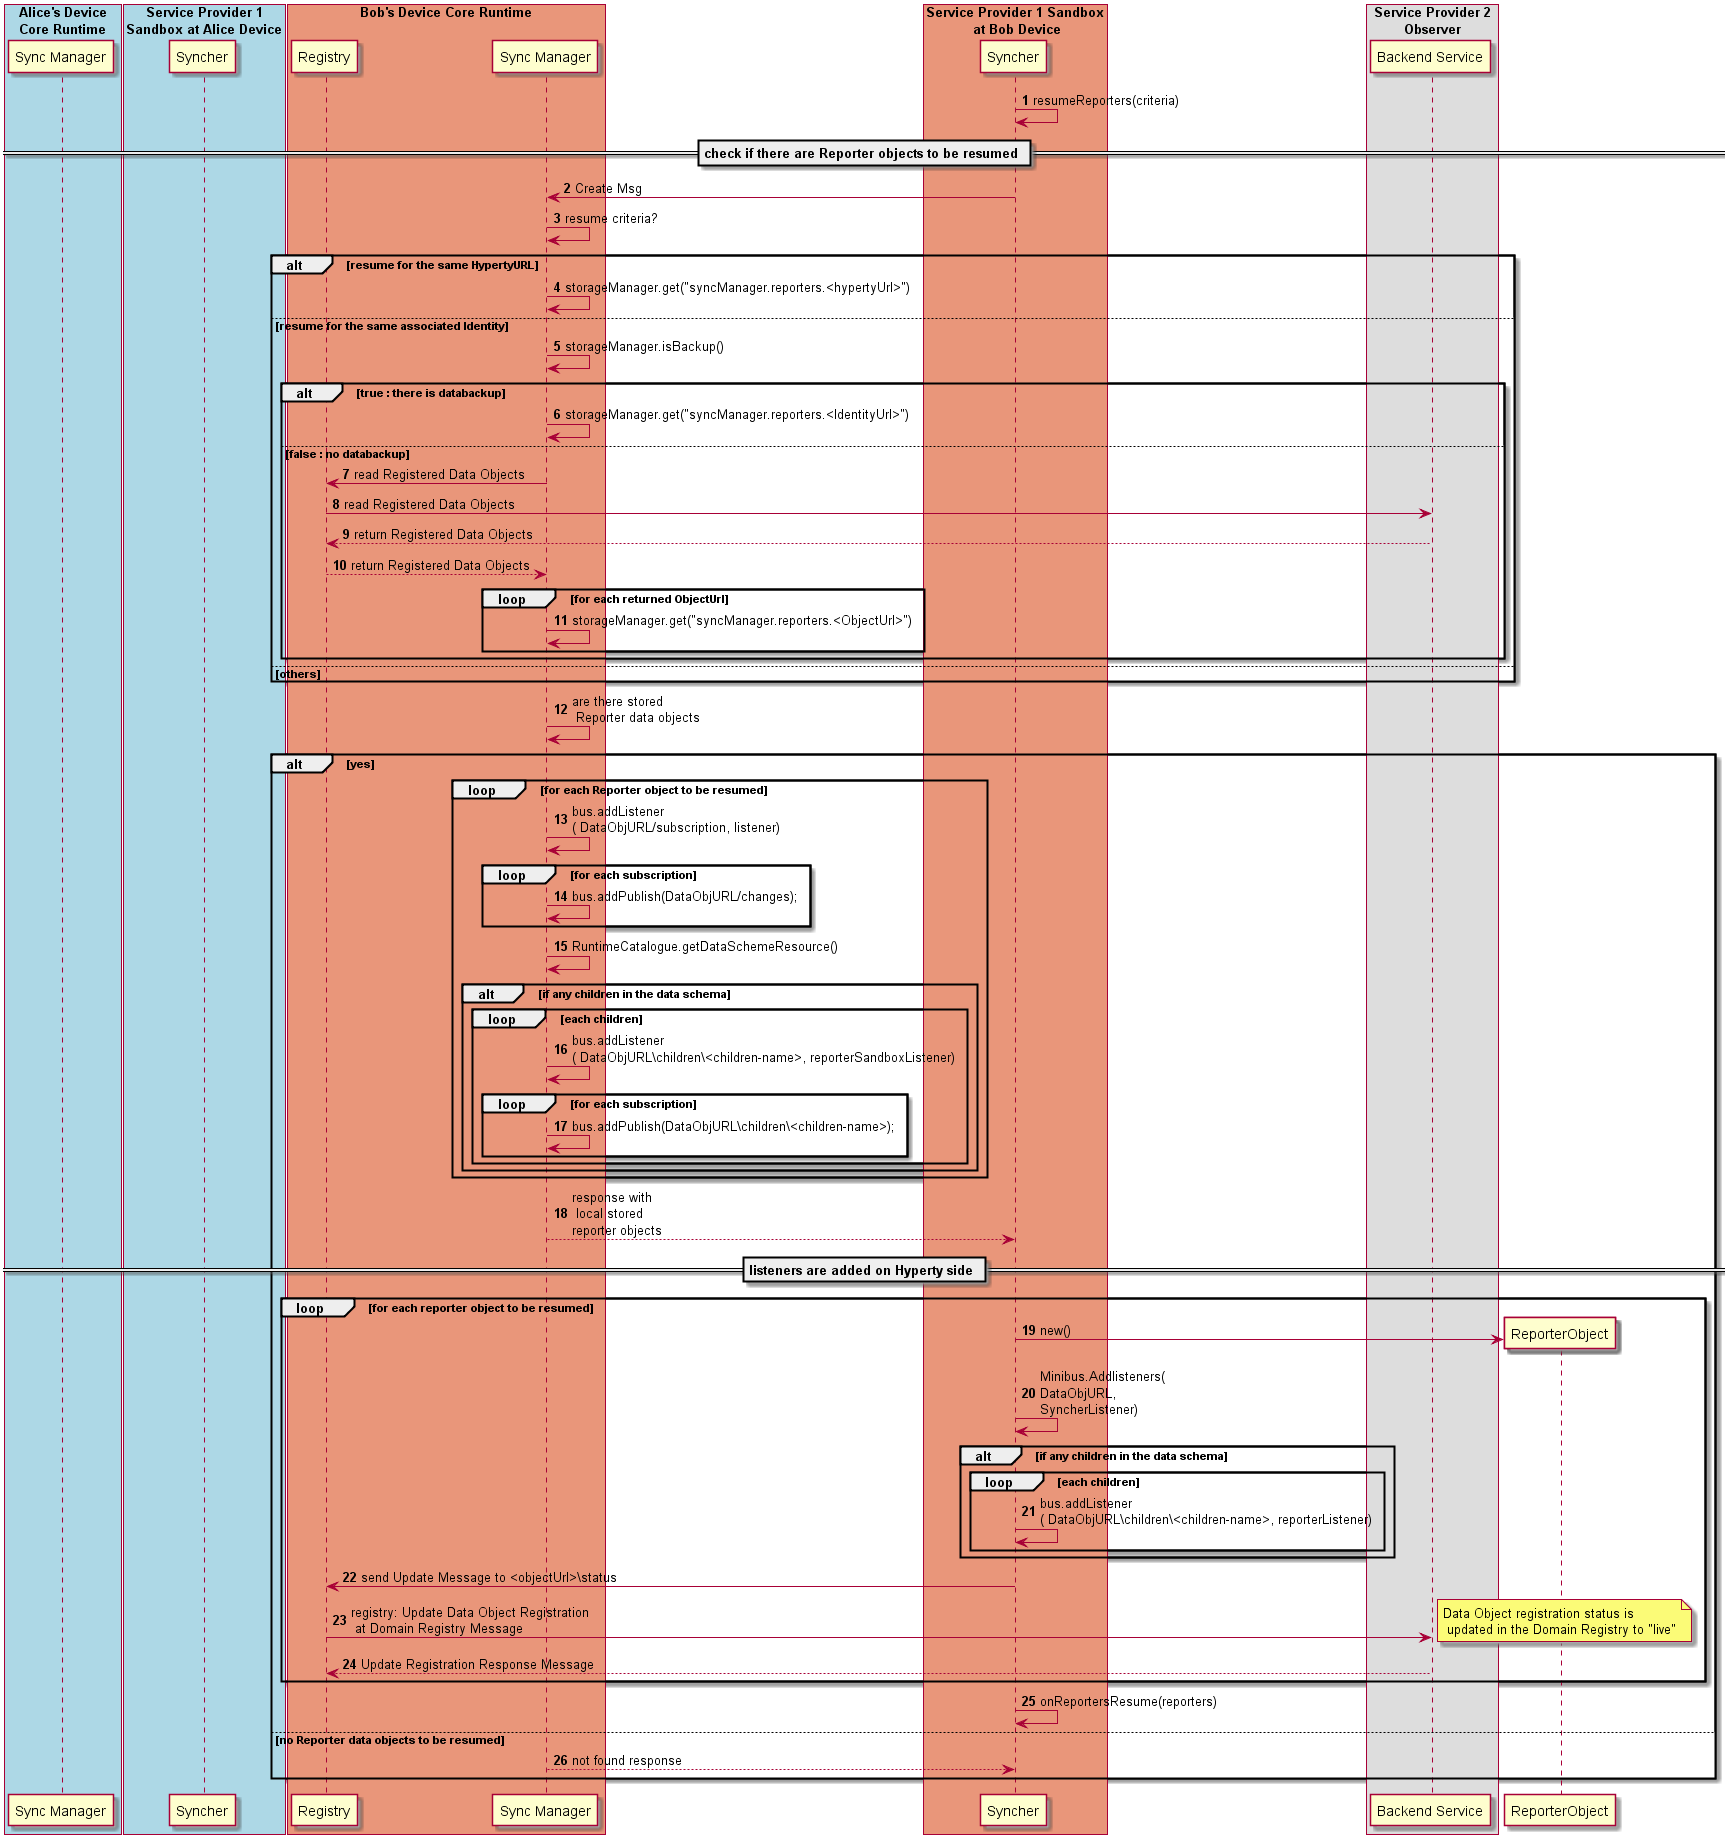 Alice's Device
Core Runtime
Service Provider 1
Sandbox at Alice Device
Bob's Device Core Runtime
Service Provider 1 Sandbox
at Bob Device
Service Provider 2
Observer
Sync Manager
Syncher
Registry
Sync Manager
Syncher
Backend Service
1 resumeReporters(criteria)
check if there are Reporter objects to be resumed
2 Create Msg
3 resume criteria?
alt [resume for the same HypertyURL]
4 storageManager.get("syncManager.reporters.<hypertyUrl>")
[resume for the same associated Identity]
5 storageManager.isBackup()
alt [true : there is databackup]
6 storageManager.get("syncManager.reporters.<IdentityUrl>")
[false : no databackup]
7 read Registered Data Objects
8 read Registered Data Objects
9 return Registered Data Objects
10 return Registered Data Objects
loop [for each returned ObjectUrl]
11 storageManager.get("syncManager.reporters.<ObjectUrl>")
[others]
12 are there stored
Reporter data objects
alt [yes]
loop [for each Reporter object to be resumed]
13 bus.addListener
( DataObjURL/subscription, listener)
loop [for each subscription]
14 bus.addPublish(DataObjURL/changes);
15 RuntimeCatalogue.getDataSchemeResource()
alt [if any children in the data schema]
loop [each children]
16 bus.addListener
( DataObjURL\children\<children-name>, reporterSandboxListener)
loop [for each subscription]
17 bus.addPublish(DataObjURL\children\<children-name>);
18 response with
local stored
reporter objects
listeners are added on Hyperty side
loop [for each reporter object to be resumed]
19 new()
ReporterObject
20 Minibus.Addlisteners(
DataObjURL,
SyncherListener)
alt [if any children in the data schema]
loop [each children]
21 bus.addListener
( DataObjURL\children\<children-name>, reporterListener)
22 send Update Message to <objectUrl>\status
23 registry: Update Data Object Registration
at Domain Registry Message
Data Object registration status is
updated in the Domain Registry to "live"
24 Update Registration Response Message
25 onReportersResume(reporters)
[no Reporter data objects to be resumed]
26 not found response
Sync Manager
Syncher
Registry
Sync Manager
Syncher
Backend Service
ReporterObject